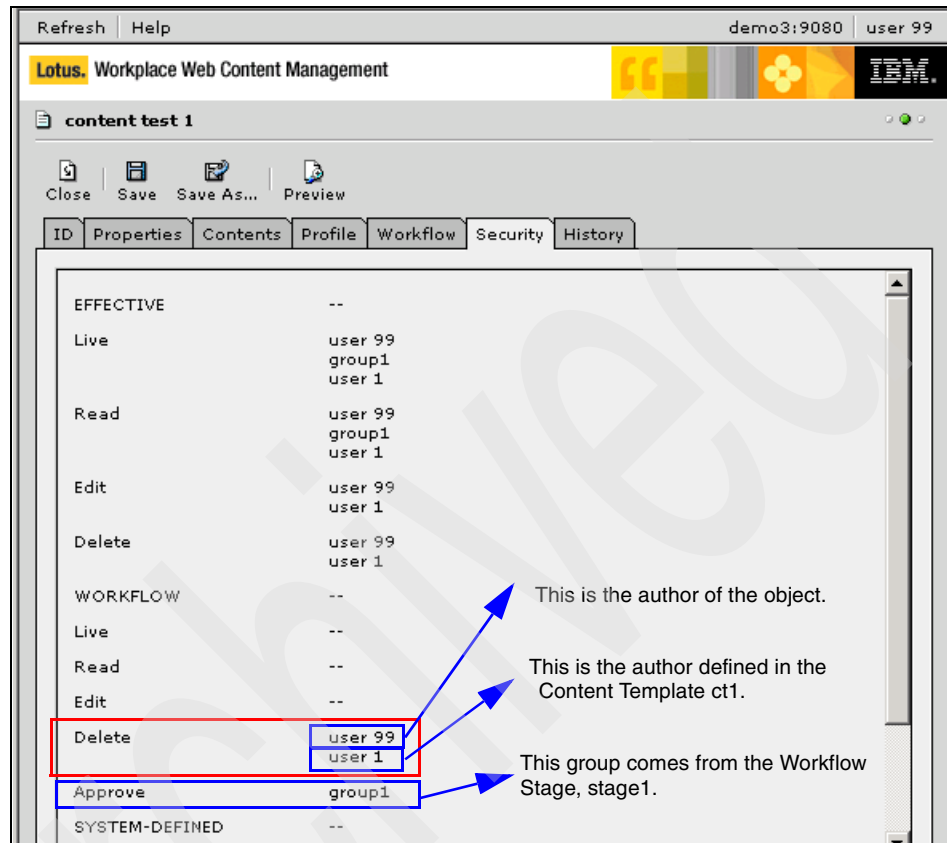 Refresh Help demo3:9080 user 99
Lotus. Workplace Web Content Management IBM.
content test 1
Close Save Save As... Preview
ID Properties Contents Profile Workflow Security History
EFFECTIVE --
Live user 99
group1
user 1
Read user 99
group1
user 1
Edit user 99
user 1
Delete user 99
user 1
WORKFLOW --
This is the author of the object.
Live --
Read --
This is the author defined in the
Content Template ct1.
Edit --
Delete user 99
user 1
This group comes from the Workflow
Stage, stage1.
Approve group1
SYSTEM-DEFINED --